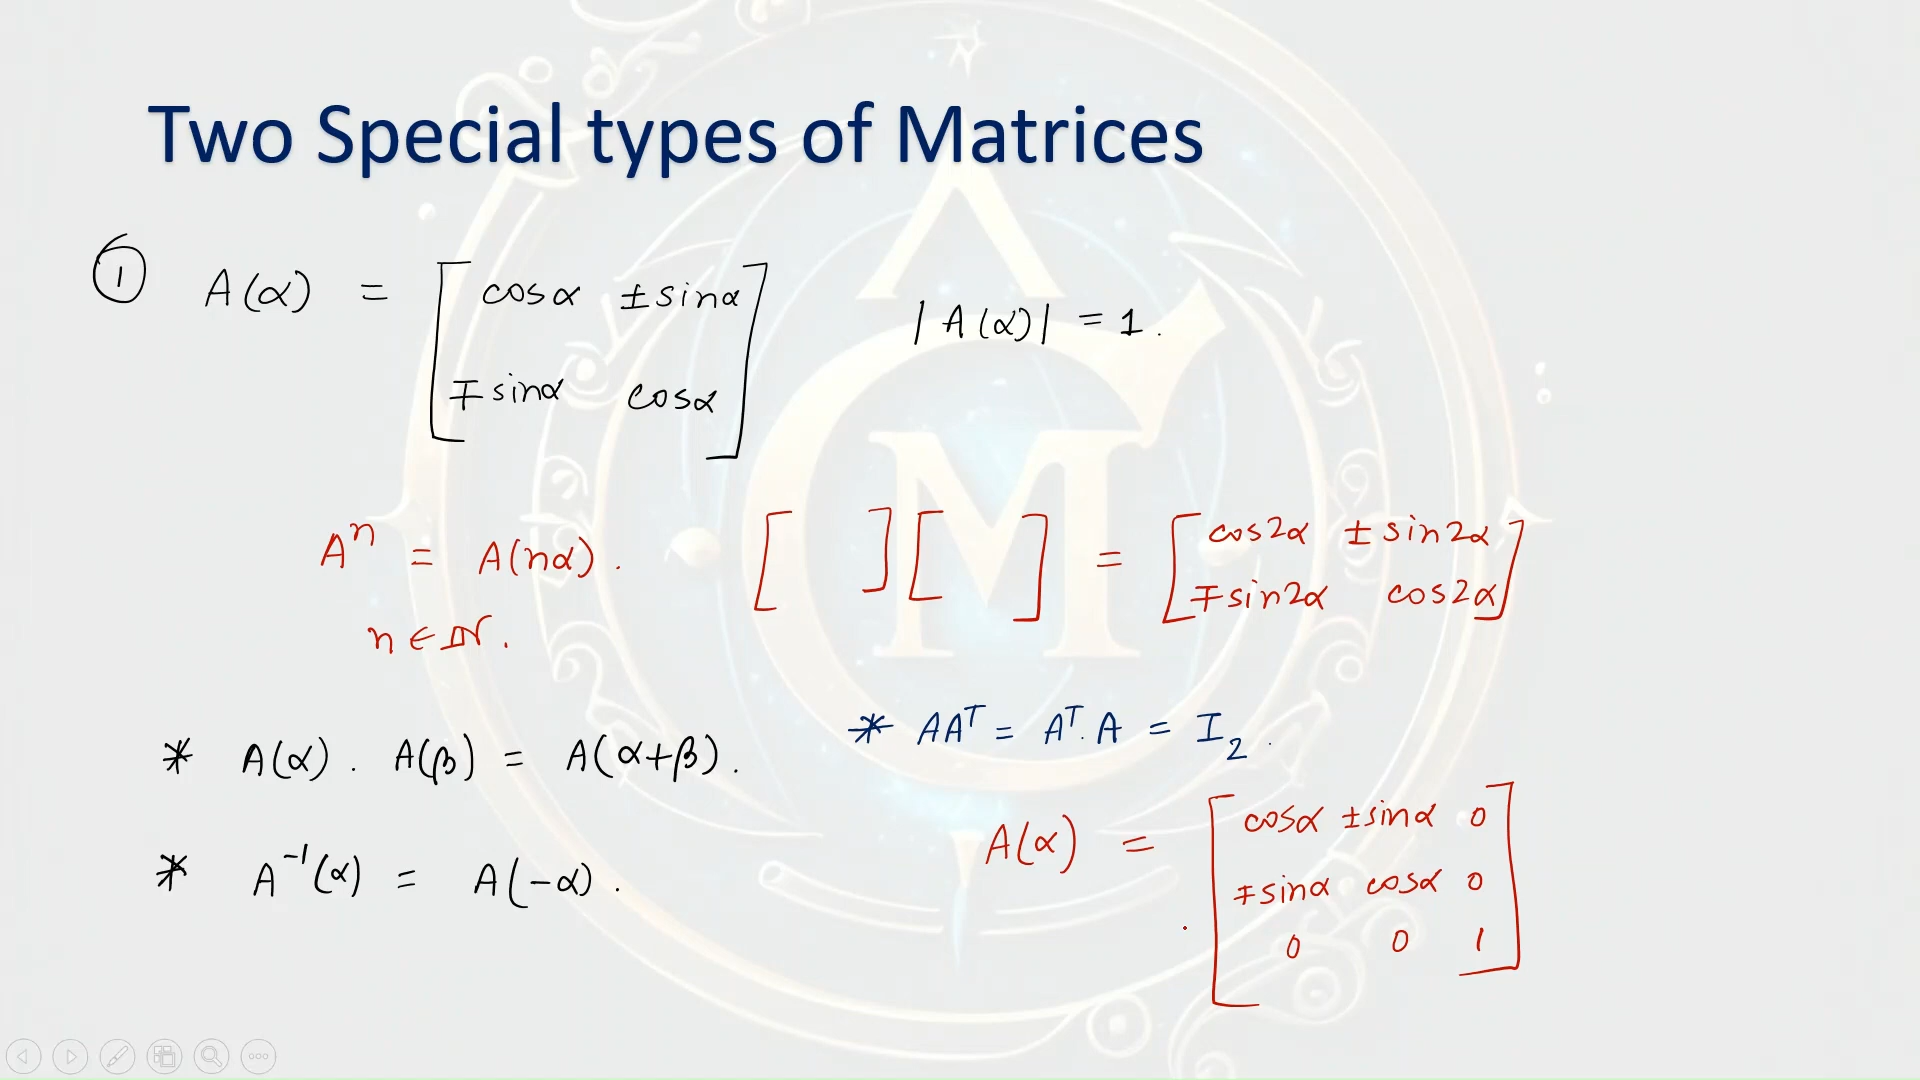 Two Special types of Matrices
① A(α) = [ cosα ±sinα
∓sinα cosα ]
|A(α)| = 1.
Aⁿ = A(nα).
n ∈ ℕ.
[ ] [ ] = [ cos2α ±sin2α
∓sin2α cos2α ]
* A(α) . A(β) = A(α+β).
* A⁻¹(α) = A(-α).
* AAᵀ = Aᵀ.A = I₂.
A(α) = [ cosα ±sinα 0
∓sinα cosα 0
0 0 1 ]
CM